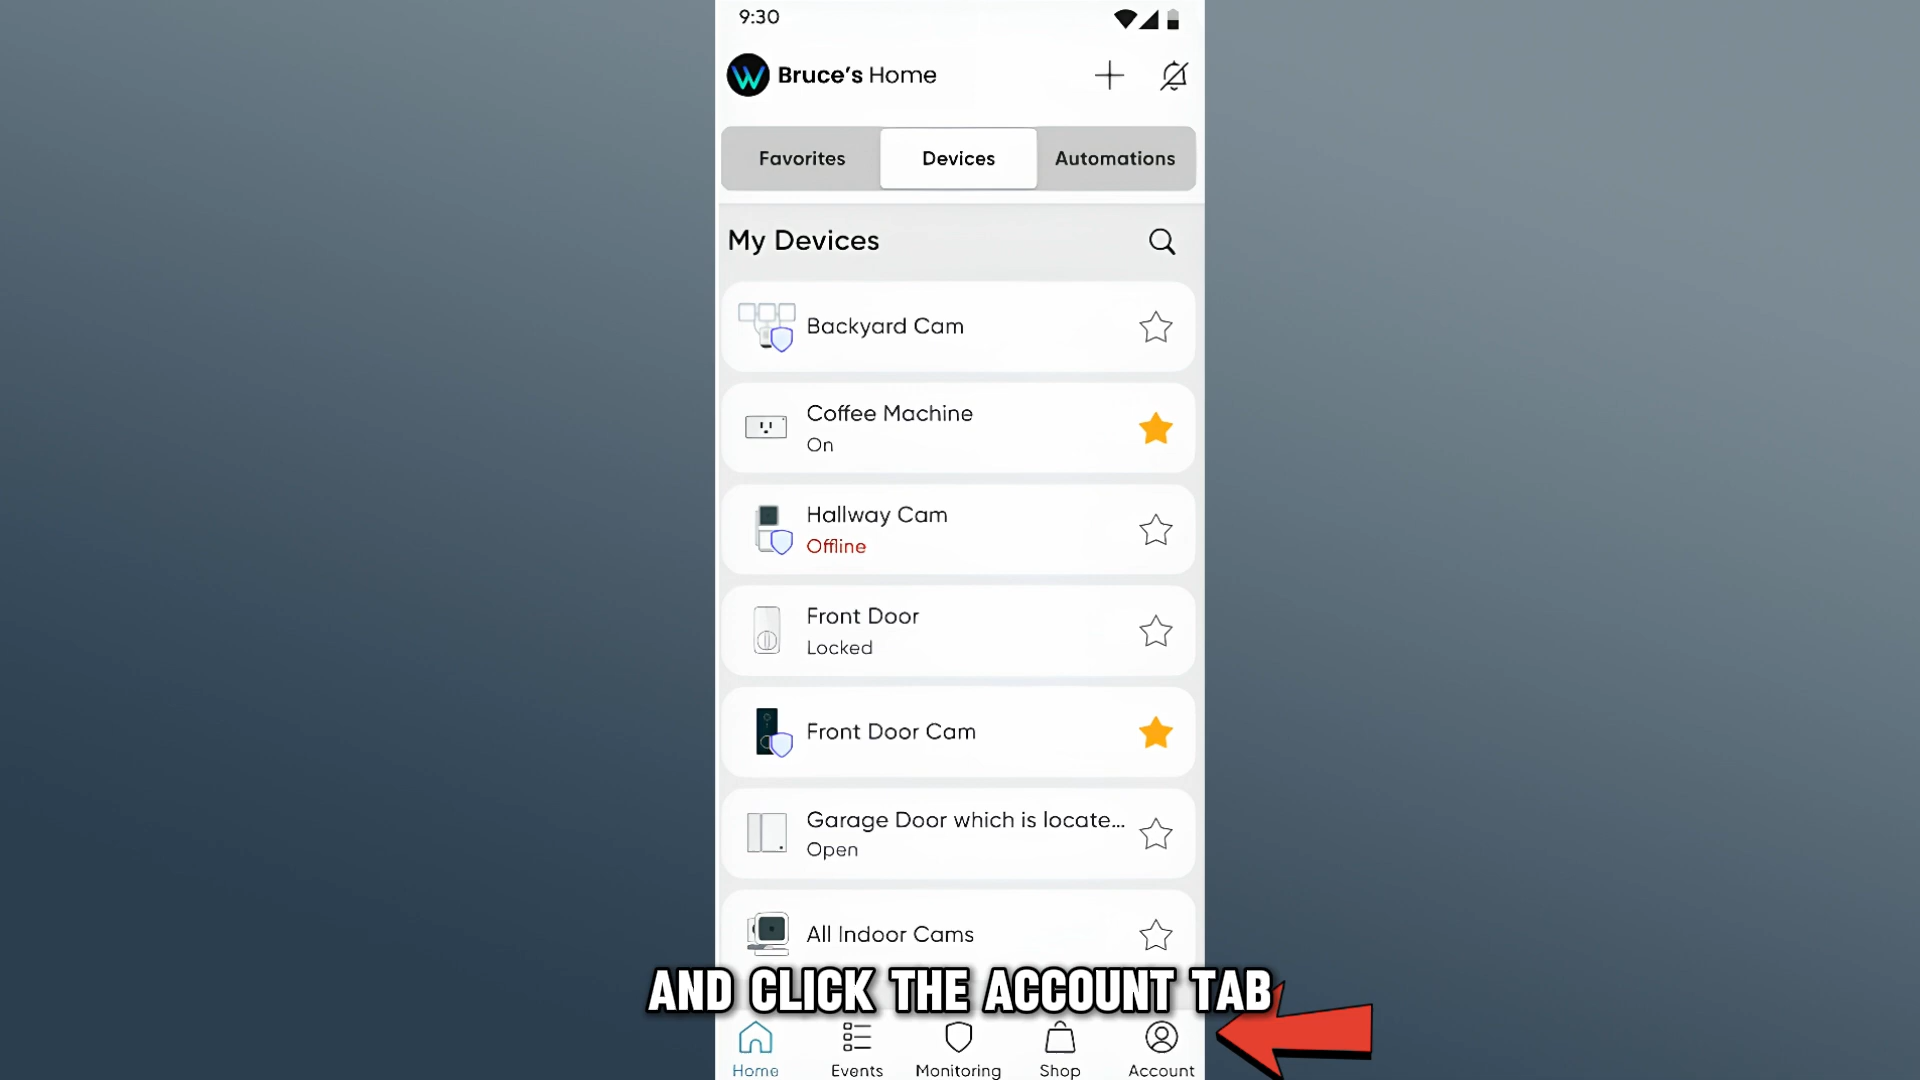 9:30
Bruce's Home
Favorites
Devices
Automations
My Devices
Backyard Cam
Coffee Machine
On
Hallway Cam
Offline
Front Door
Locked
Front Door Cam
Garage Door which is locate...
Open
All Indoor Cams
AND CLICK THE ACCOUNT TAB
Home
Events
Monitoring
Shop
Account